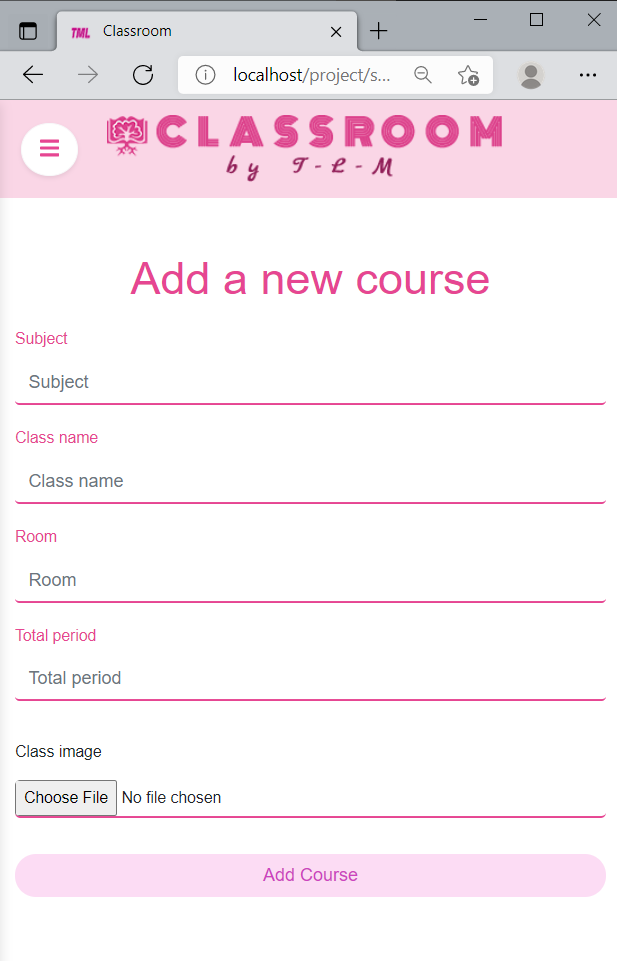 TML Classroom
localhost/project/s...
CLASSROOM
by T-L-M
Add a new course
Subject
Subject
Class name
Class name
Room
Room
Total period
Total period
Class image
Choose File No file chosen
Add Course